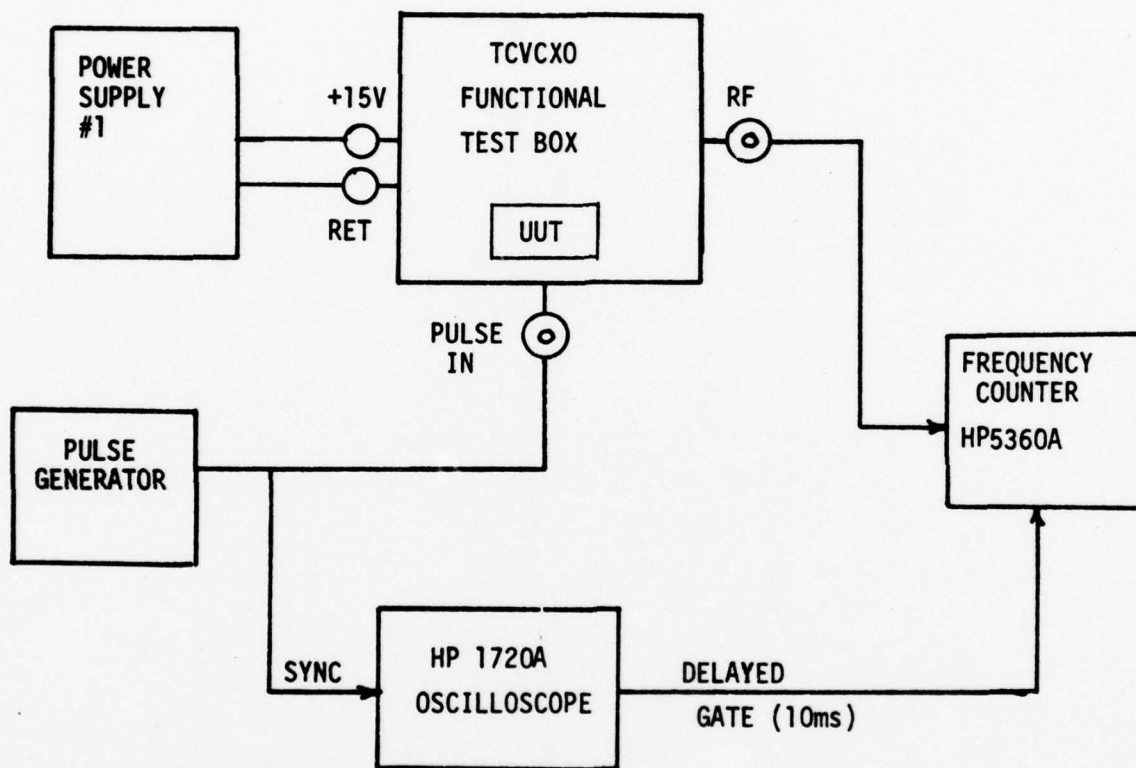 POWER
SUPPLY
#1
+15V
RET
TCVCXO
FUNCTIONAL
TEST BOX
UUT
RF
PULSE
IN
FREQUENCY
COUNTER
HP5360A
PULSE
GENERATOR
SYNC
HP 1720A
OSCILLOSCOPE
DELAYED
GATE (10ms)